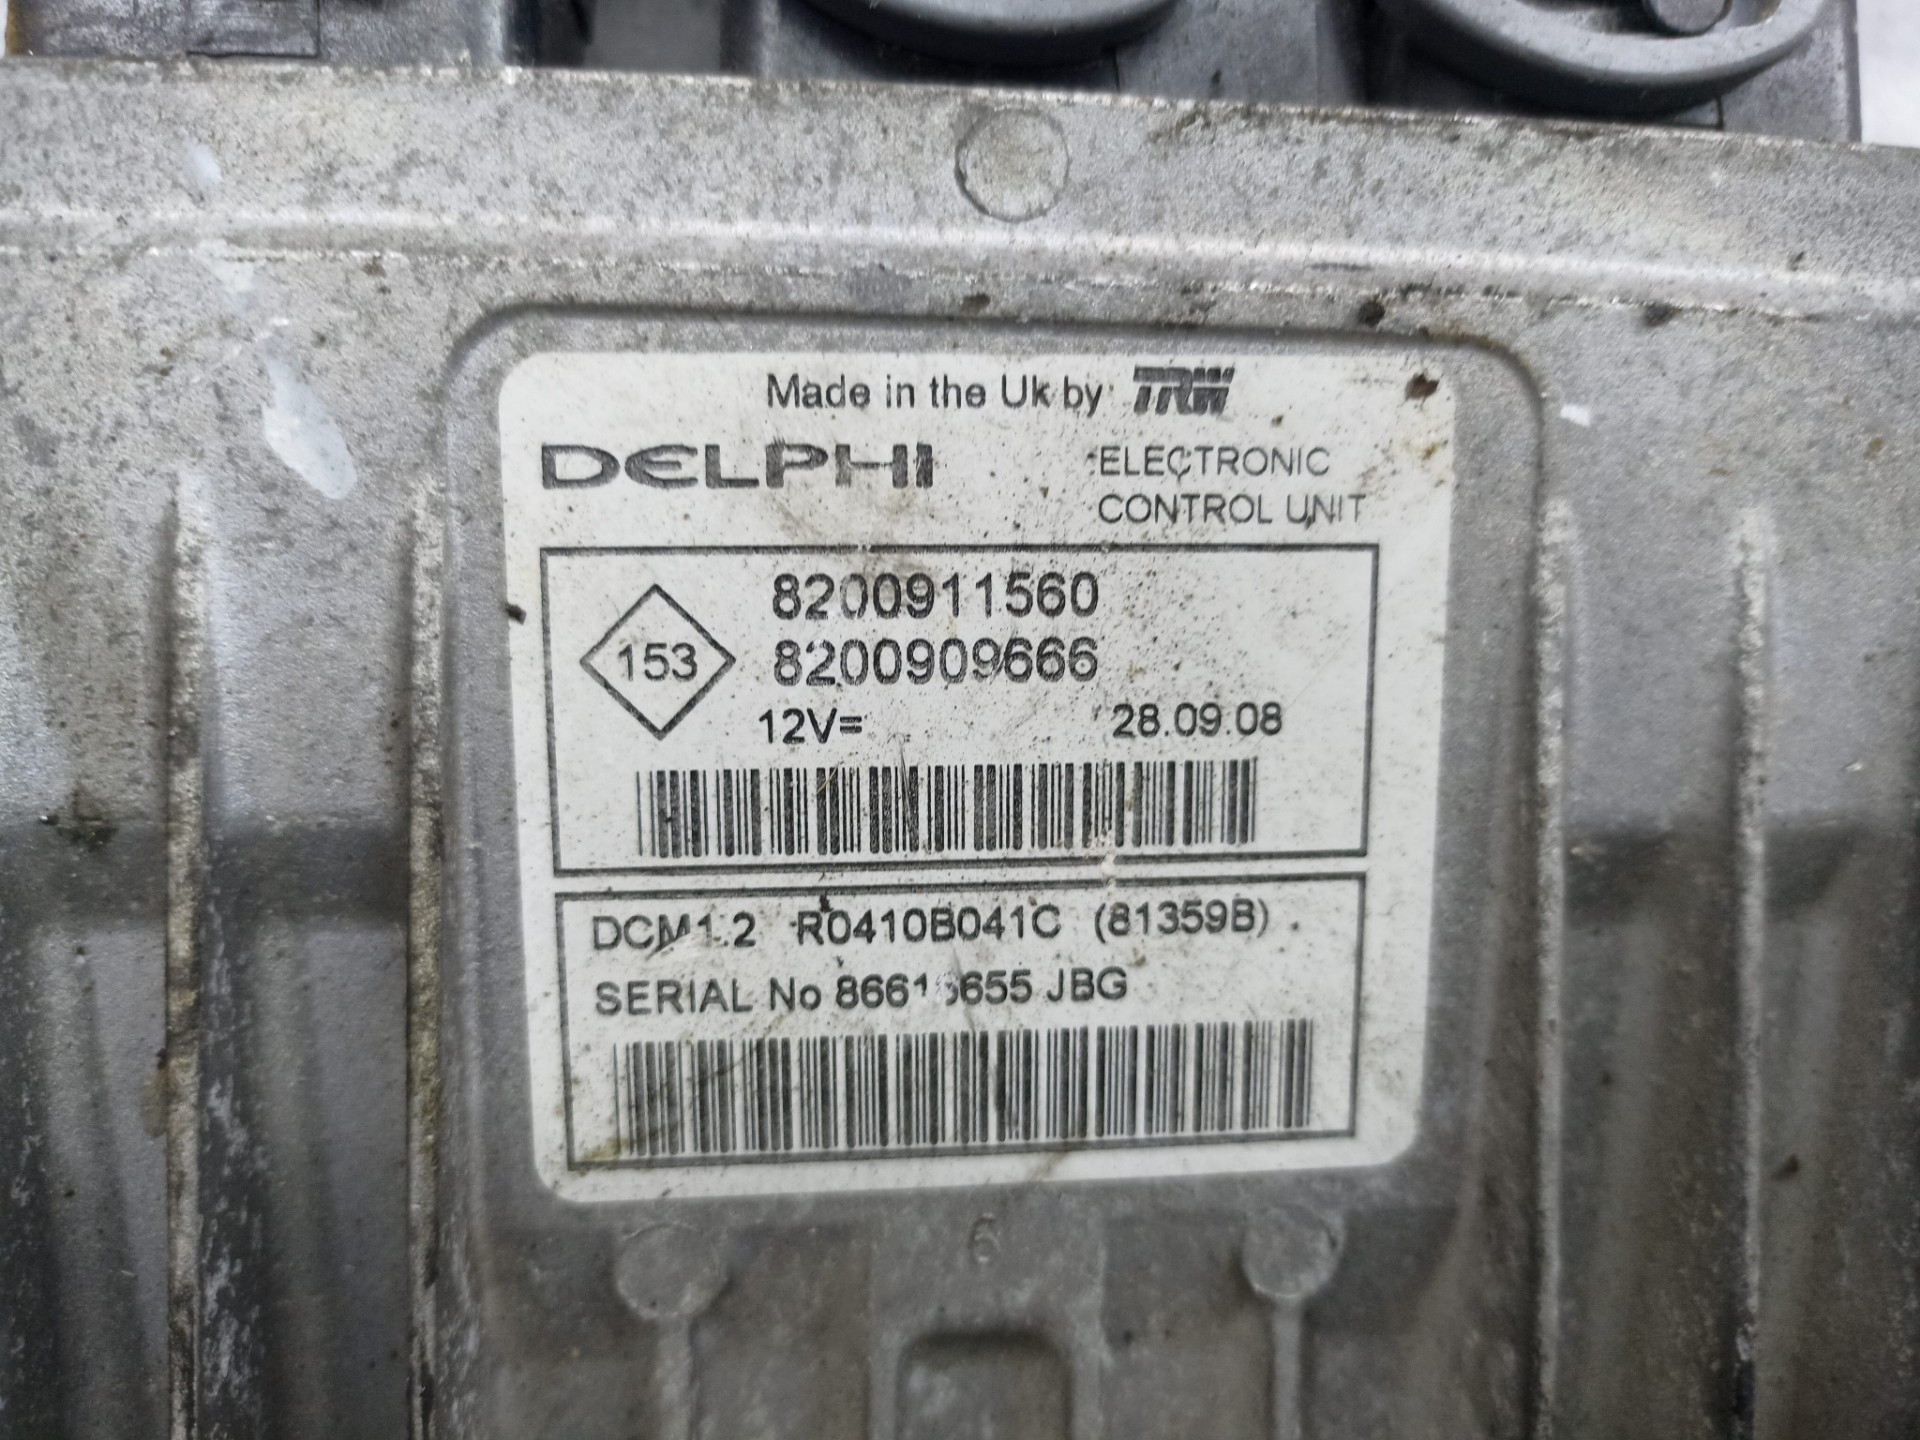 Made in the Uk by TRW
DELPHI
ELECTRONIC
CONTROL UNIT
8200911560
153
8200909666
12V=
28.09.08
DCM1.2 R0410B041C (81359B)
SERIAL No JBG
6